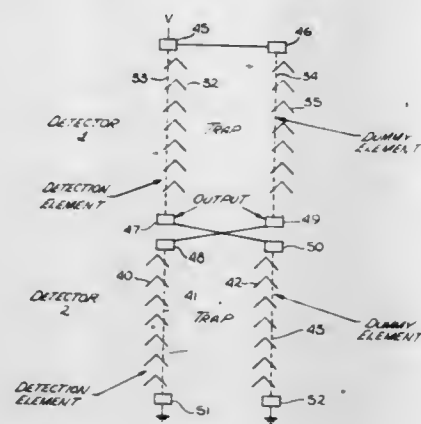 V
45 46
33 34
32 35
DETECTOR 1 TRAP DUMMY ELEMENT
DETECTION ELEMENT
OUTPUT
47 49
48 50
40 42
41
DETECTOR 2 TRAP DUMMY ELEMENT
43
DETECTION ELEMENT
51 52